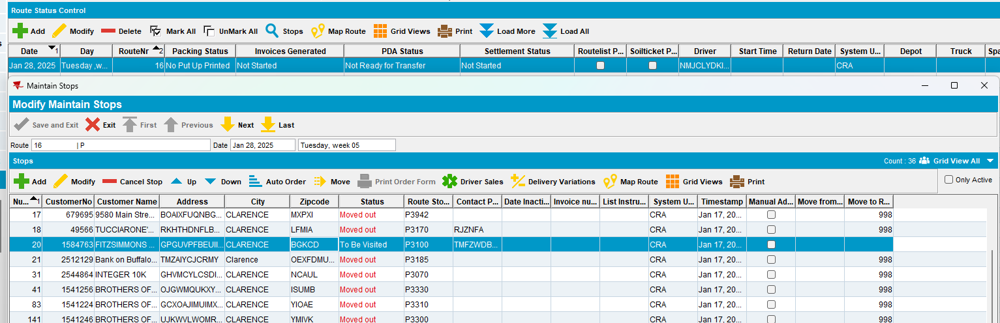 Route Status Control
Add Modify Delete Mark All UnMark All Stops Map Route Grid Views Print Load More Load All
Date 1 Day RouteNr 2 Packing Status Invoices Generated PDA Status Settlement Status Routelist P... Soilticket P... Driver Start Time Return Date System U... Depot Truck Spa
Jan 28, 2025 Tuesday ,w... 16 No Put Up Printed Not Started Not Ready for Transfer Not Started NMJCLYDKI... CRA
Maintain Stops
Modify Maintain Stops
Save and Exit Exit First Previous Next Last
Route 16 | P Date Jan 28, 2025 Tuesday, week 05
Stops Count : 36 Grid View All
Add Modify Cancel Stop Up Down Auto Order Move Print Order Form Driver Sales Delivery Variations Map Route Grid Views Print Only Active
Nu... 1 CustomerNo Customer Name Address City Zipcode Status Route Sto... Contact P... Date Inacti... Invoice nu... List Instru... System U... Timestamp Manual Ad... Move from... Move to R...
17 679695 9580 Main Stre... BOAIXFUQNBG... CLARENCE MXPXI Moved out P3942 CRA Jan 17, 20... 998
18 49566 TUCCIARONE'... RKHTHDNFLB... CLARENCE LFMIA Moved out P3170 RJZNFA CRA Jan 17, 20... 998
20 1584763 FITZSIMMONS ... GPGUVPFBEUII... CLARENCE BGKCD To Be Visited P3100 TMFZWDB... CRA Jan 17, 20...
21 2512129 Bank on Buffalo... TMZAIYCJCRMY Clarence OEXFDMU... Moved out P3185 CRA Jan 17, 20... 998
31 2544864 INTEGER 10K GHVMCYLCSDI... CLARENCE NCAUL Moved out P3070 CRA Jan 17, 20... 998
41 1541256 BROTHERS OF... OJGWMQUKXY... CLARENCE ISUMB Moved out P3330 CRA Jan 17, 20... 998
83 1541224 BROTHERS OF... GCXOAJIMUIMX... CLARENCE YIOAE Moved out P3310 CRA Jan 17, 20... 998
141 1541246 BROTHERS OF... UJKWVLWOMR... CLARENCE YMIVK Moved out P3300 CRA Jan 17, 20... 998